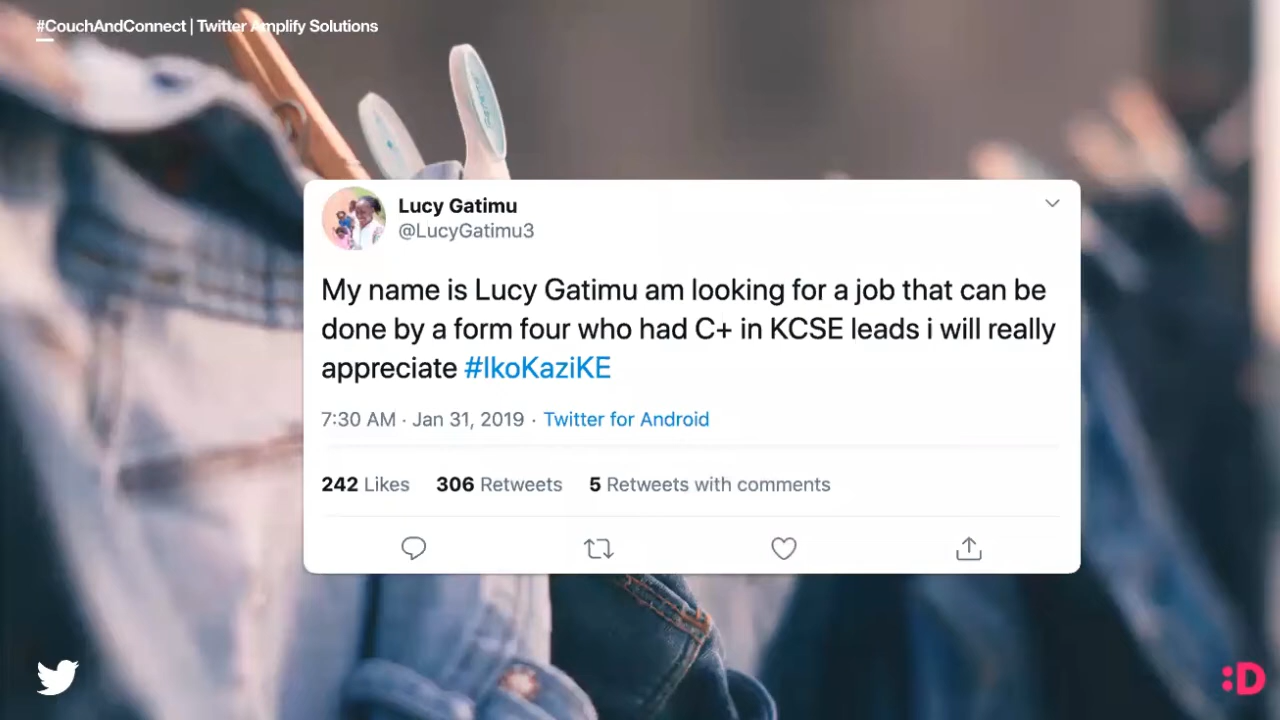 #CouchAndConnect | Twitter Amplify Solutions
Lucy Gatimu
@LucyGatimu3
My name is Lucy Gatimu am looking for a job that can be
done by a form four who had C+ in KCSE leads i will really
appreciate #IkoKaziKE
7:30 AM · Jan 31, 2019 · Twitter for Android
242 Likes 306 Retweets 5 Retweets with comments
:D